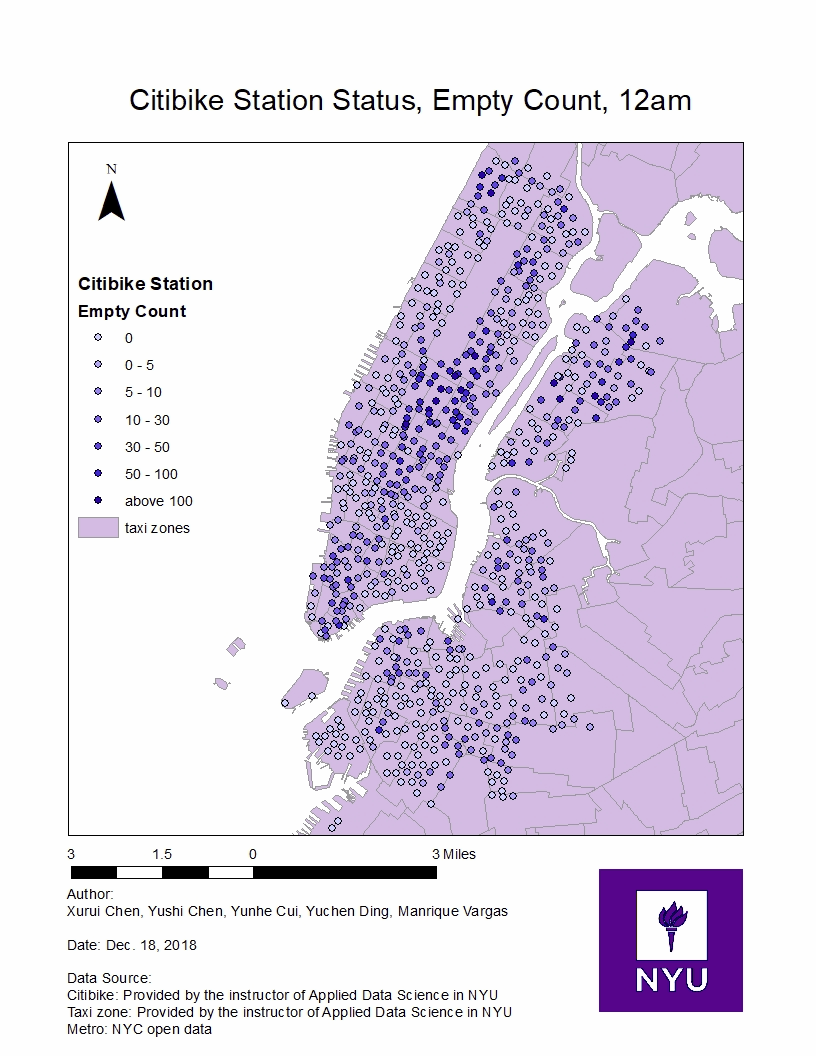 Citibike Station Status, Empty Count, 12am
N
Citibike Station
Empty Count
0
0 - 5
5 - 10
10 - 30
30 - 50
50 - 100
above 100
taxi zones
3 1.5 0 3 Miles
Author:
Xurui Chen, Yushi Chen, Yunhe Cui, Yuchen Ding, Manrique Vargas
Date: Dec. 18, 2018
Data Source:
Citibike: Provided by the instructor of Applied Data Science in NYU
Taxi zone: Provided by the instructor of Applied Data Science in NYU
Metro: NYC open data
NYU